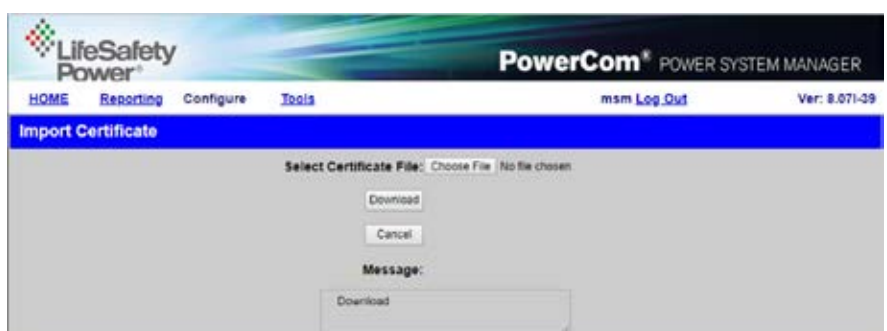 LifeSafety
Power®
PowerCom® POWER SYSTEM MANAGER
HOME Reporting Configure Tools msm Log Out Ver: 8.07I-39
Import Certificate
Select Certificate File: Choose File No file chosen
Download
Cancel
Message:
Download